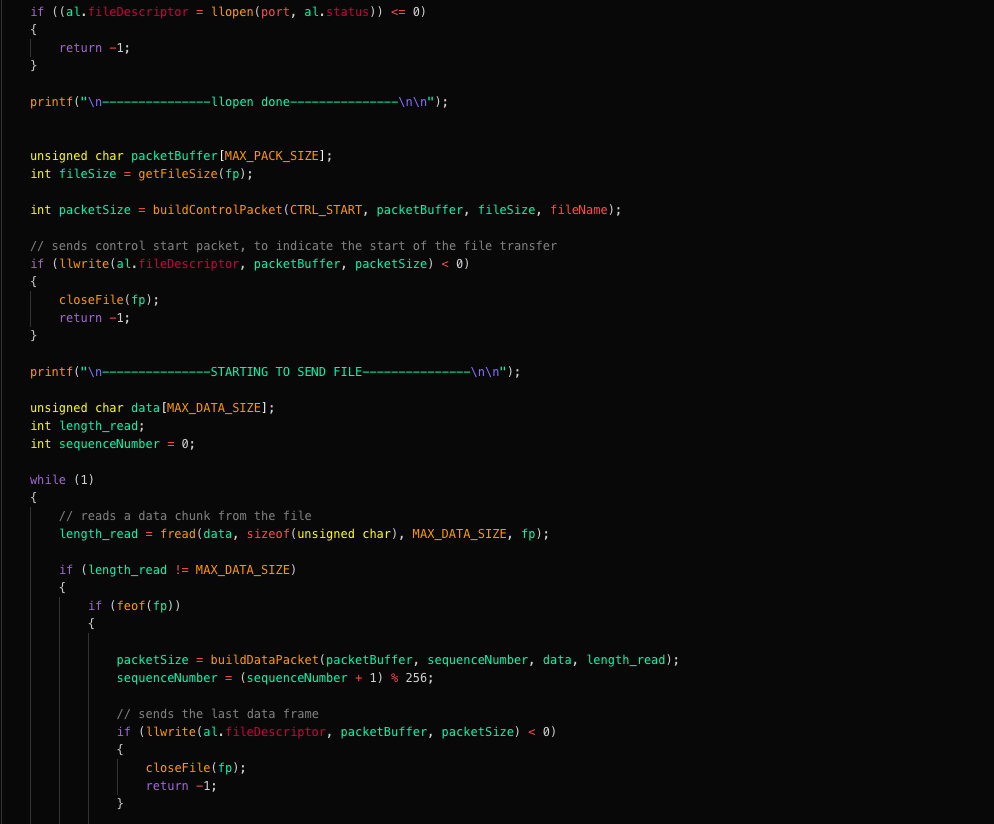 if ((al.fileDescriptor = llopen(port, al.status)) <= 0)
{
    return -1;
}

printf("\n---------------llopen done---------------\n\n");

unsigned char packetBuffer[MAX_PACK_SIZE];
int fileSize = getFileSize(fp);

int packetSize = buildControlPacket(CTRL_START, packetBuffer, fileSize, fileName);

// sends control start packet, to indicate the start of the file transfer
if (llwrite(al.fileDescriptor, packetBuffer, packetSize) < 0)
{
    closeFile(fp);
    return -1;
}

printf("\n---------------STARTING TO SEND FILE---------------\n\n");

unsigned char data[MAX_DATA_SIZE];
int length_read;
int sequenceNumber = 0;

while (1)
{
    // reads a data chunk from the file
    length_read = fread(data, sizeof(unsigned char), MAX_DATA_SIZE, fp);

    if (length_read != MAX_DATA_SIZE)
    {
        if (feof(fp))
        {

            packetSize = buildDataPacket(packetBuffer, sequenceNumber, data, length_read);
            sequenceNumber = (sequenceNumber + 1) % 256;

            // sends the last data frame
            if (llwrite(al.fileDescriptor, packetBuffer, packetSize) < 0)
            {
                closeFile(fp);
                return -1;
            }